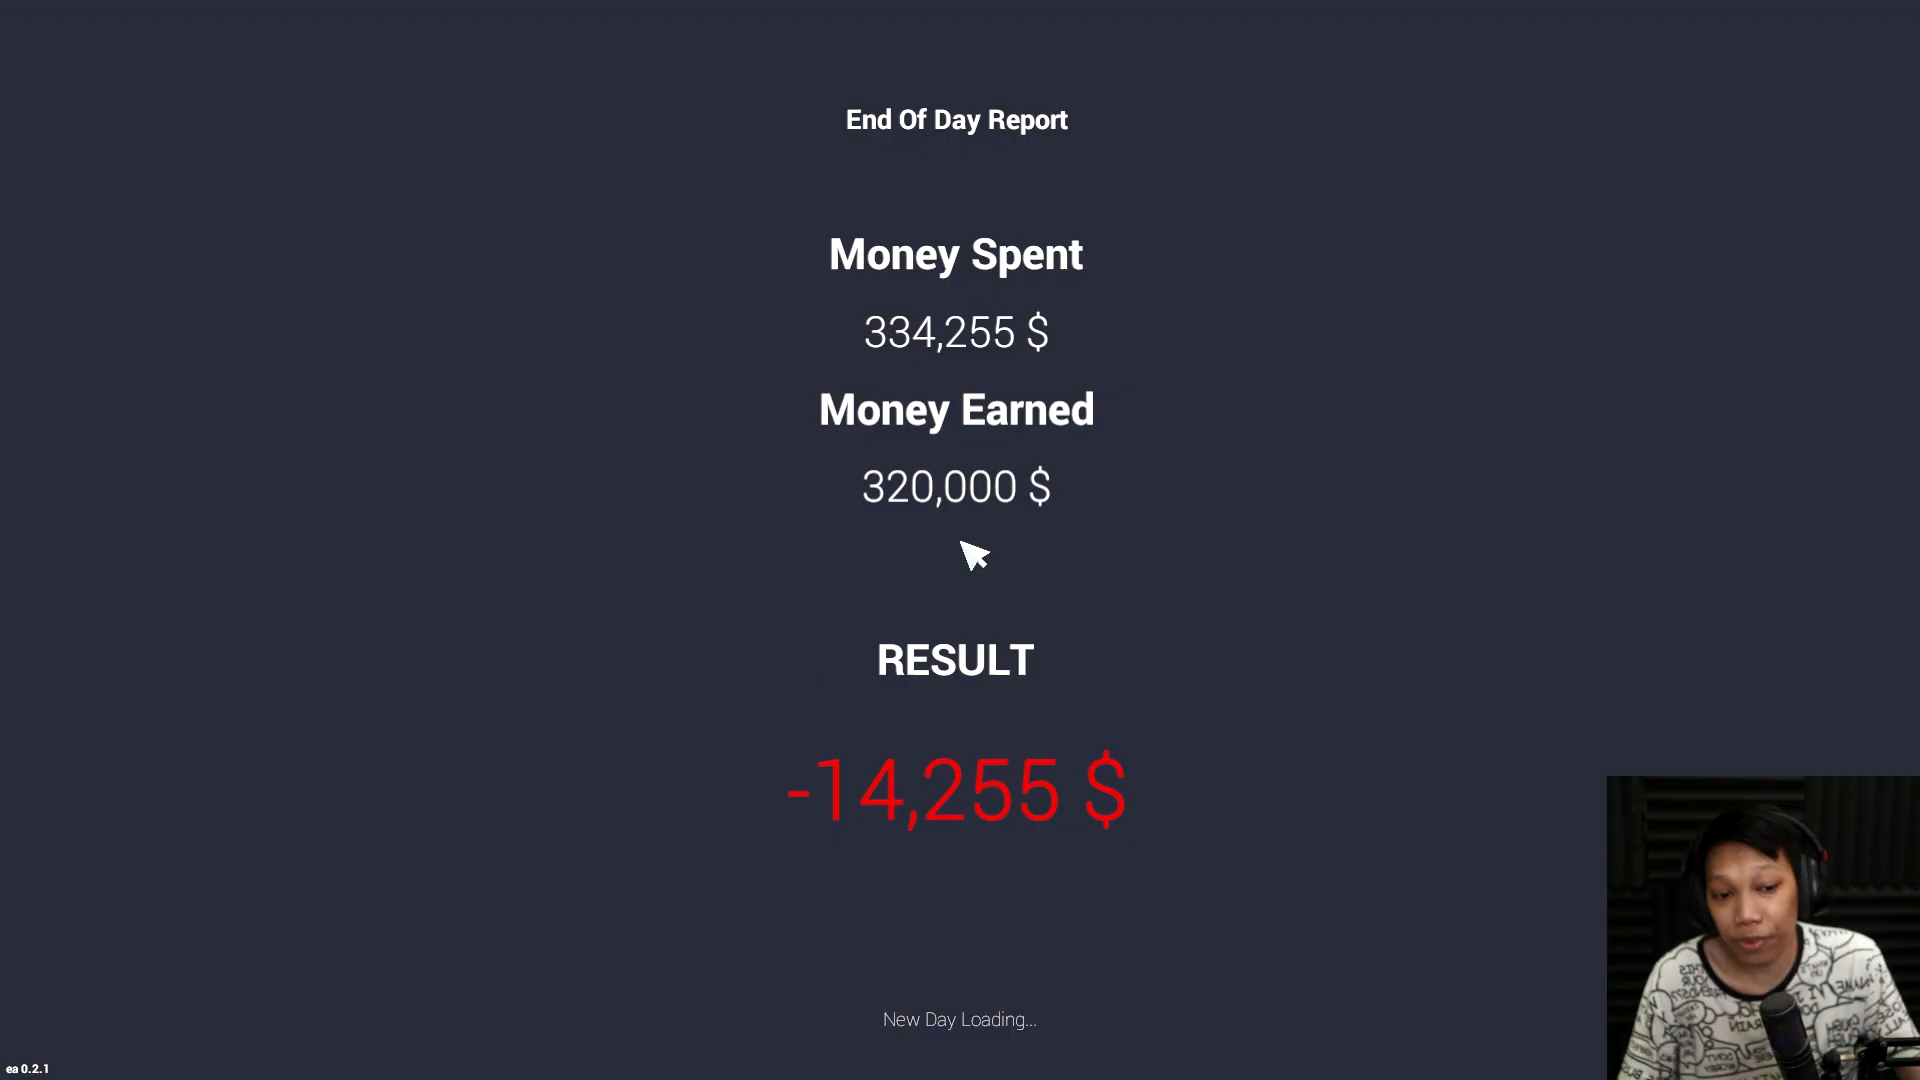 End Of Day Report
Money Spent
334,255 $
Money Earned
320,000 $
RESULT
-14,255 $
New Day Loading...
ea 0.2.1